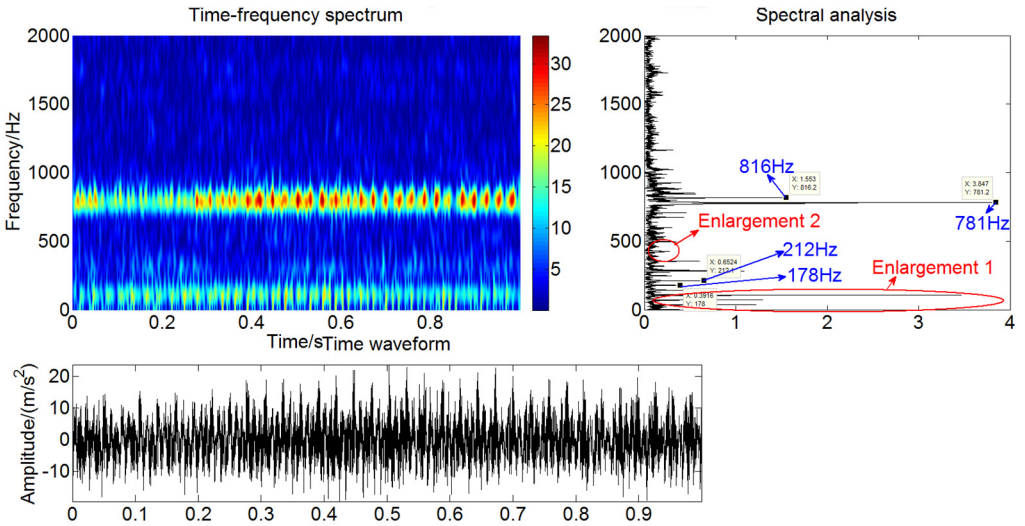 Time-frequency spectrum
2000
1500
1000
500
0
Frequency/Hz
0 0.2 0.4 0.6 0.8
Time/s
30
25
20
15
10
5
Spectral analysis
2000
1500
1000
500
0
0 1 2 3 4
816Hz
X: 1.553
Y: 816.2
X: 3.847
Y: 781.2
781Hz
Enlargement 2
212Hz
X: 0.6524
Y: 212.1
178Hz
Enlargement 1
X: 0.3916
Y: 178
Time waveform
Amplitude/(m/s²)
20
10
0
-10
0 0.1 0.2 0.3 0.4 0.5 0.6 0.7 0.8 0.9